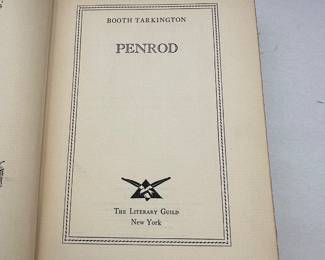 BOOTH TARKINGTON
PENROD
THE LITERARY GUILD
New York